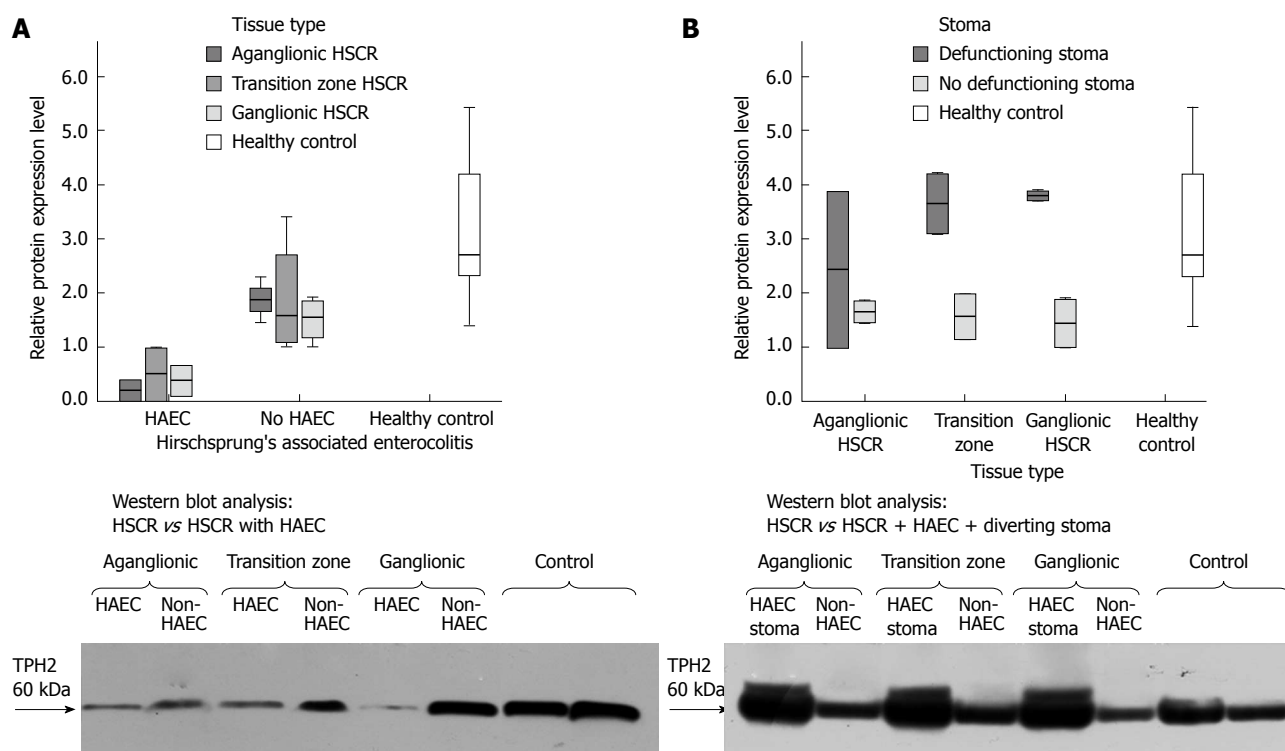 A
Tissue type
Aganglionic HSCR
Transition zone HSCR
Ganglionic HSCR
Healthy control
Relative protein expression level
6.0
5.0
4.0
3.0
2.0
1.0
0.0
HAEC
No HAEC
Healthy control
Hirschsprung's associated enterocolitis
Western blot analysis:
HSCR vs HSCR with HAEC
Aganglionic
Transition zone
Ganglionic
Control
HAEC
Non-
HAEC
HAEC
Non-
HAEC
HAEC
Non-
HAEC
TPH2
60 kDa
B
Stoma
Defunctioning stoma
No defunctioning stoma
Healthy control
Relative protein expression level
6.0
5.0
4.0
3.0
2.0
1.0
0.0
Aganglionic
HSCR
Transition
zone
Ganglionic
HSCR
Healthy
control
Tissue type
Western blot analysis:
HSCR vs HSCR + HAEC + diverting stoma
Aganglionic
Transition zone
Ganglionic
Control
HAEC
stoma
Non-
HAEC
HAEC
stoma
Non-
HAEC
HAEC
stoma
Non-
HAEC
TPH2
60 kDa